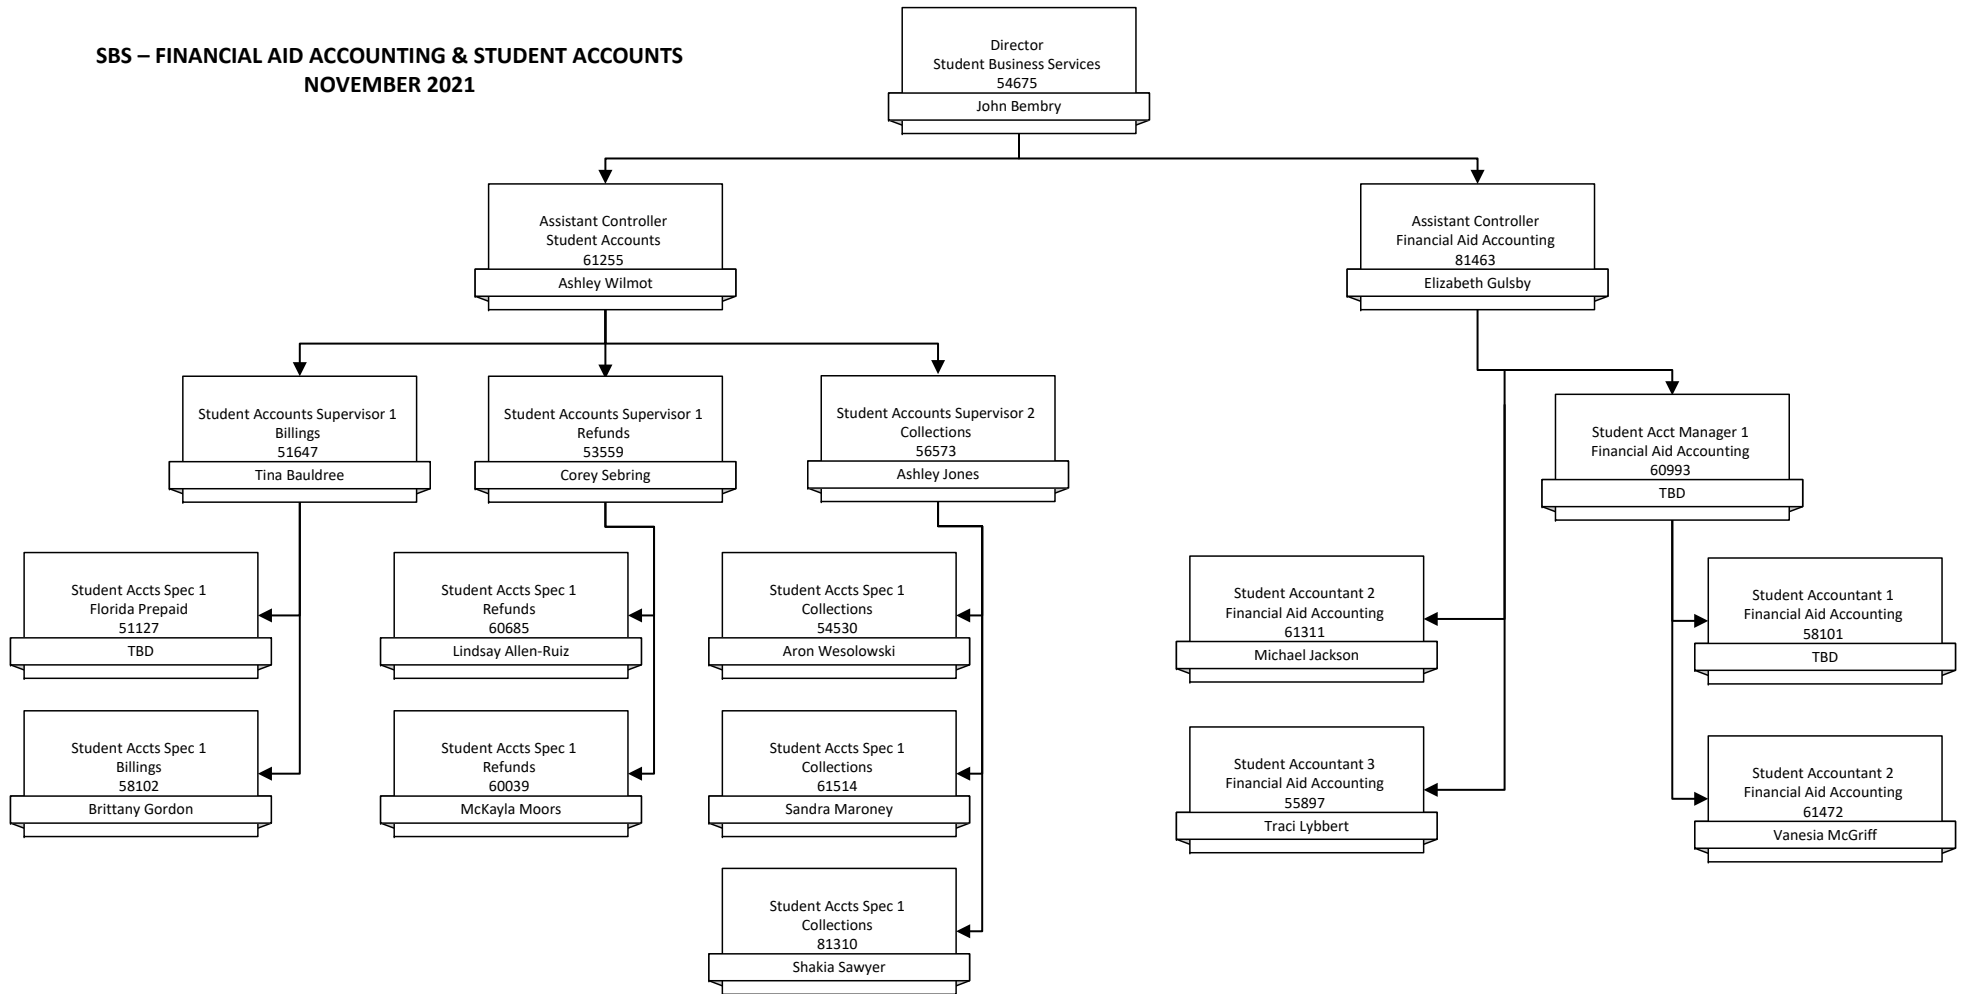 SBS – FINANCIAL AID ACCOUNTING & STUDENT ACCOUNTS
NOVEMBER 2021
Director
Student Business Services
54675
John Bembry
Assistant Controller
Student Accounts
61255
Ashley Wilmot
Assistant Controller
Financial Aid Accounting
81463
Elizabeth Gulsby
Student Accounts Supervisor 1
Billings
51647
Tina Bauldree
Student Accounts Supervisor 1
Refunds
53559
Corey Sebring
Student Accounts Supervisor 2
Collections
56573
Ashley Jones
Student Acct Manager 1
Financial Aid Accounting
60993
TBD
Student Accts Spec 1
Florida Prepaid
51127
TBD
Student Accts Spec 1
Refunds
60685
Lindsay Allen-Ruiz
Student Accts Spec 1
Collections
54530
Aron Wesolowski
Student Accountant 2
Financial Aid Accounting
61311
Michael Jackson
Student Accountant 1
Financial Aid Accounting
58101
TBD
Student Accts Spec 1
Billings
58102
Brittany Gordon
Student Accts Spec 1
Refunds
60039
McKayla Moors
Student Accts Spec 1
Collections
61514
Sandra Maroney
Student Accountant 3
Financial Aid Accounting
55897
Traci Lybbert
Student Accountant 2
Financial Aid Accounting
61472
Vanesia McGriff
Student Accts Spec 1
Collections
81310
Shakia Sawyer